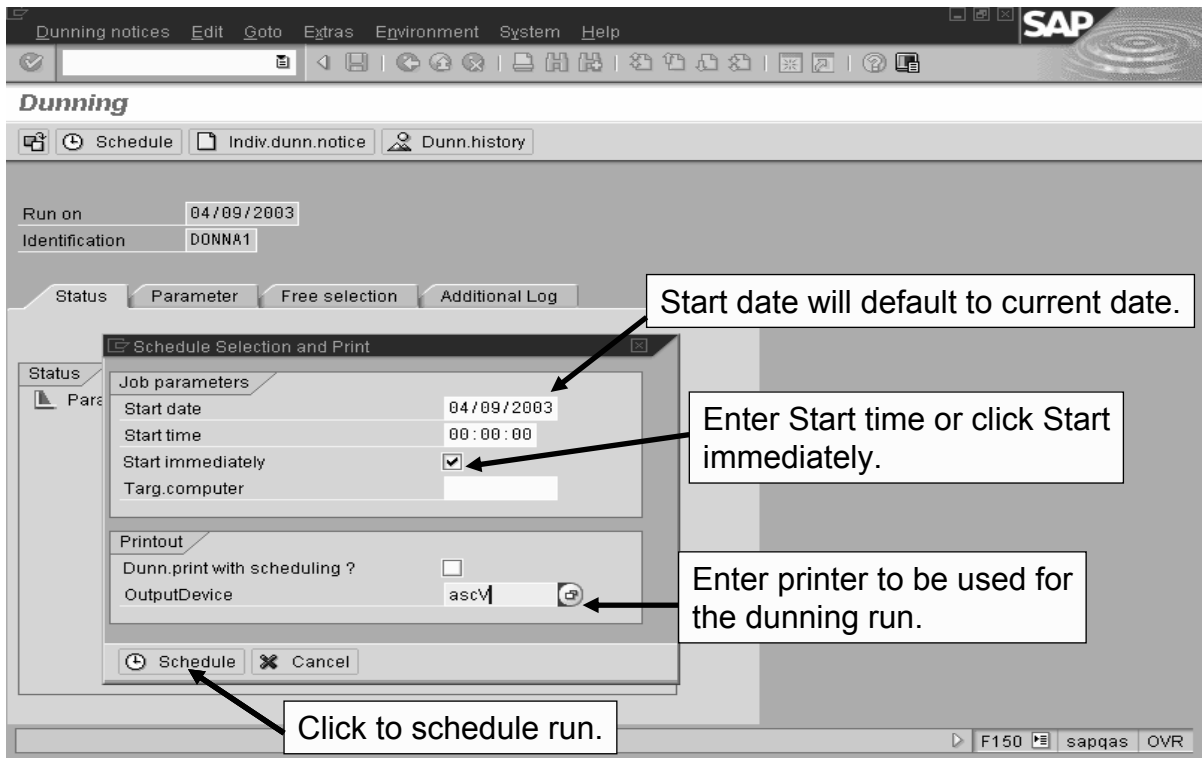 Dunning notices Edit Goto Extras Environment System Help
SAP
Dunning
Schedule Indiv.dunn.notice Dunn.history
Run on 04/09/2003
Identification DONNA1
Status Parameter Free selection Additional Log
Start date will default to current date.
Schedule Selection and Print
Status
Para
Job parameters
Start date 04/09/2003
Start time 00:00:00
Start immediately
Targ.computer
Enter Start time or click Start
immediately.
Printout
Dunn.print with scheduling ?
OutputDevice ascV
Enter printer to be used for
the dunning run.
Schedule Cancel
Click to schedule run.
F150 sapqas OVR